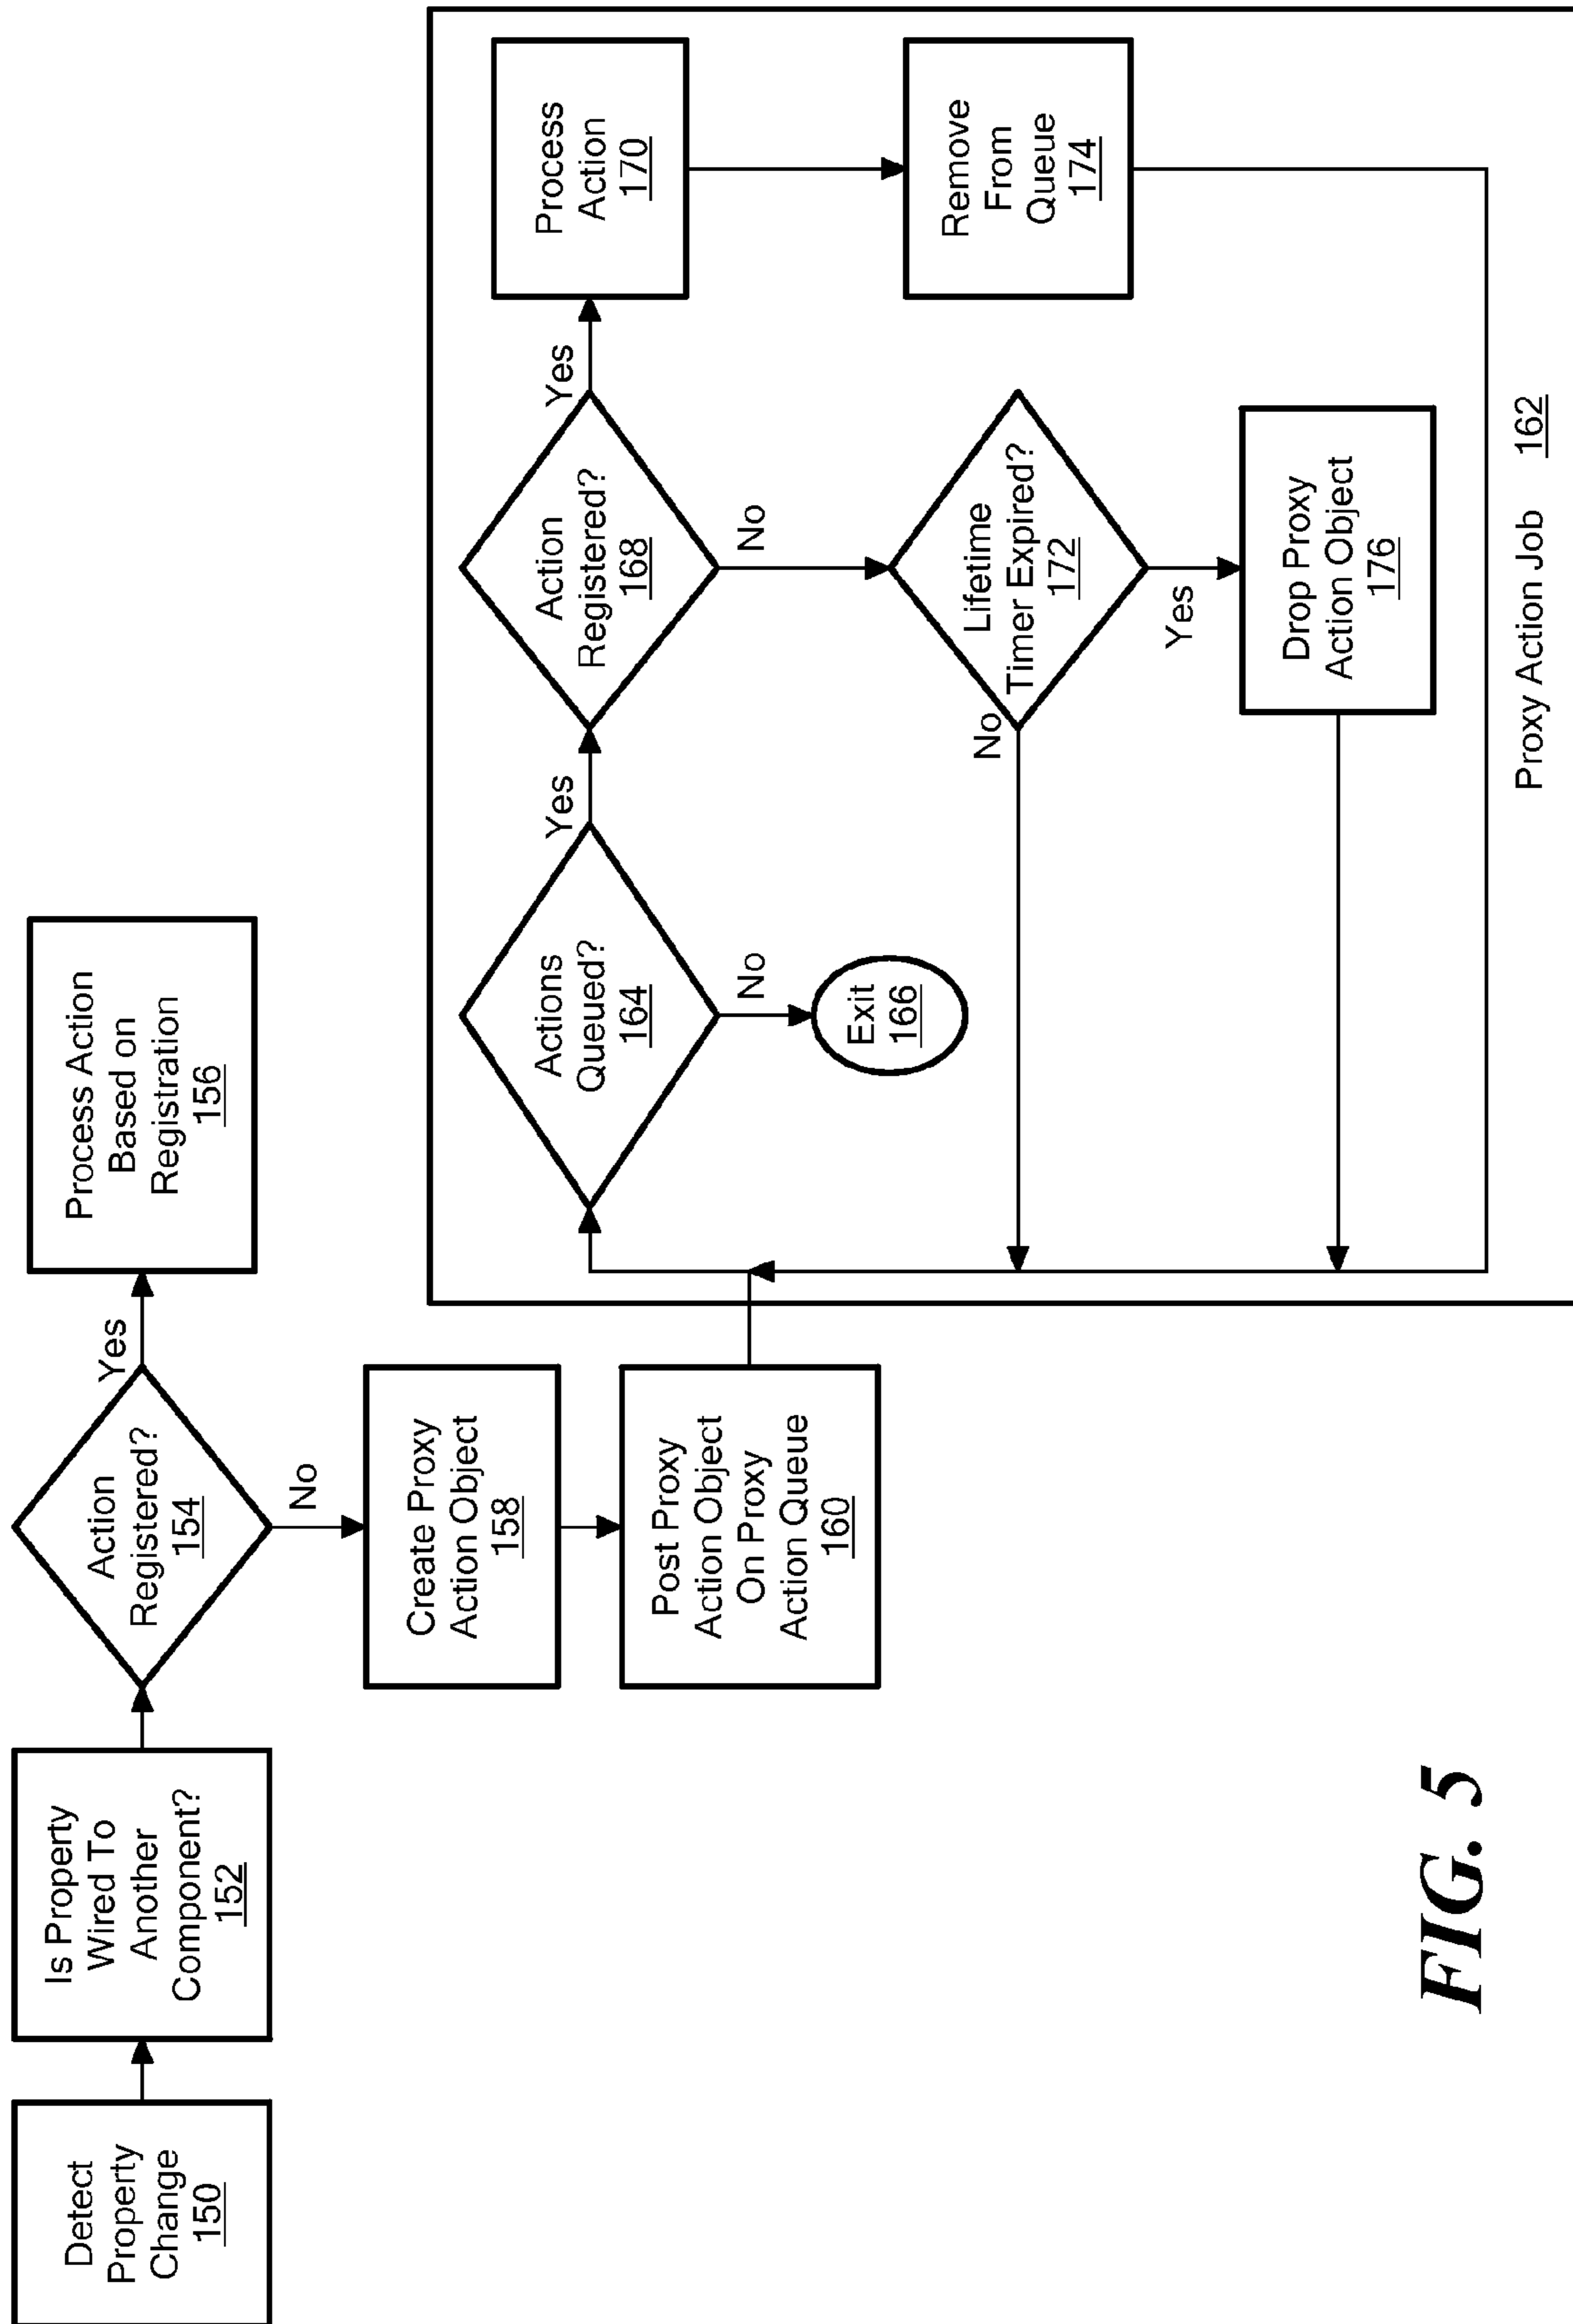 Detect
Property
Change
150
Is Property
Wired To
Another
Component?
152
Action
Registered?
154
Yes
Process Action
Based on
Registration
156
No
Create Proxy
Action Object
158
Post Proxy
Action Object
On Proxy
Action Queue
160
Actions
Queued?
164
Yes
No
Exit
166
Action
Registered?
168
Yes
No
Process
Action
170
Lifetime
Timer Expired?
172
No
Yes
Remove
From
Queue
174
Drop Proxy
Action Object
176
Proxy Action Job 162
FIG. 5